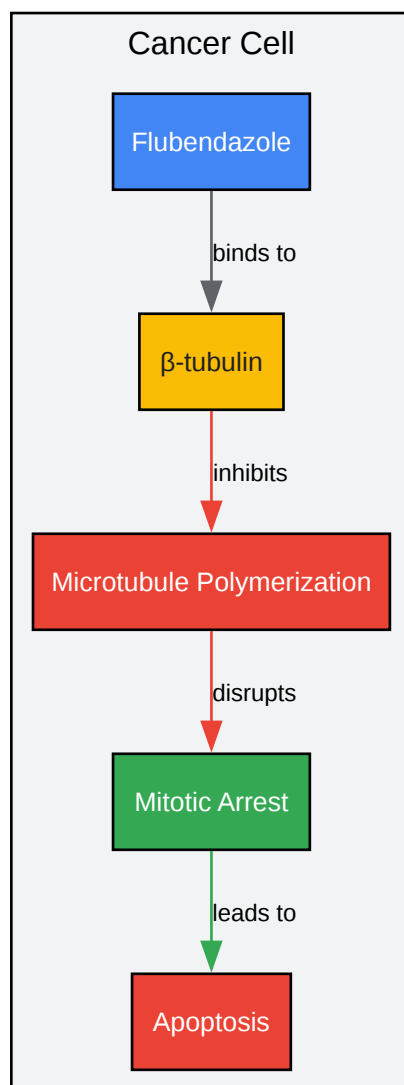 Cancer Cell
Flubendazole
binds to
β-tubulin
inhibits
Microtubule Polymerization
disrupts
Mitotic Arrest
leads to
Apoptosis